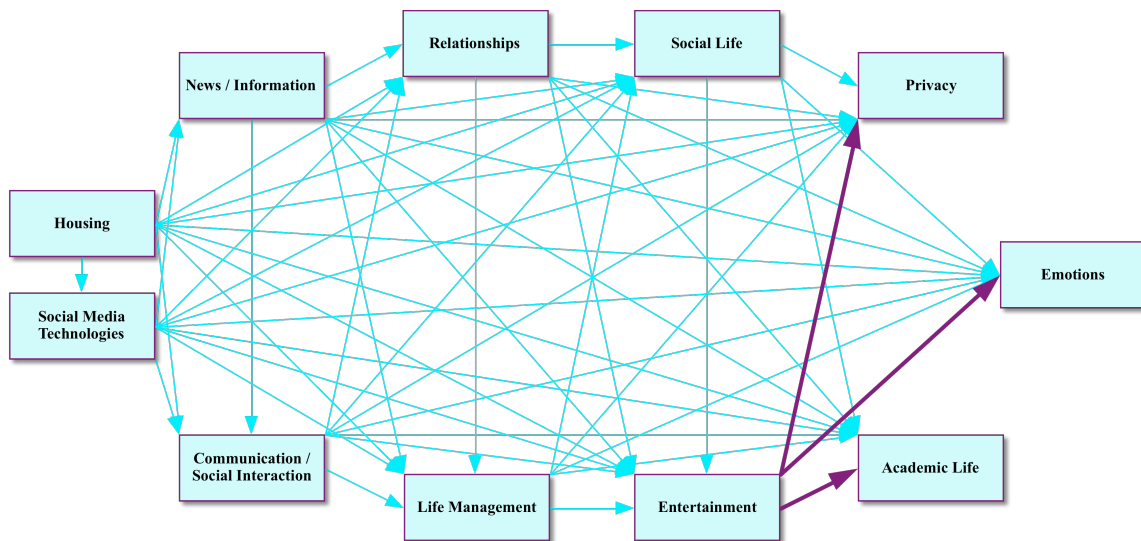 Relationships
Social Life
News / Information
Privacy
Housing
Emotions
Social Media
Technologies
Communication /
Social Interaction
Academic Life
Life Management
Entertainment